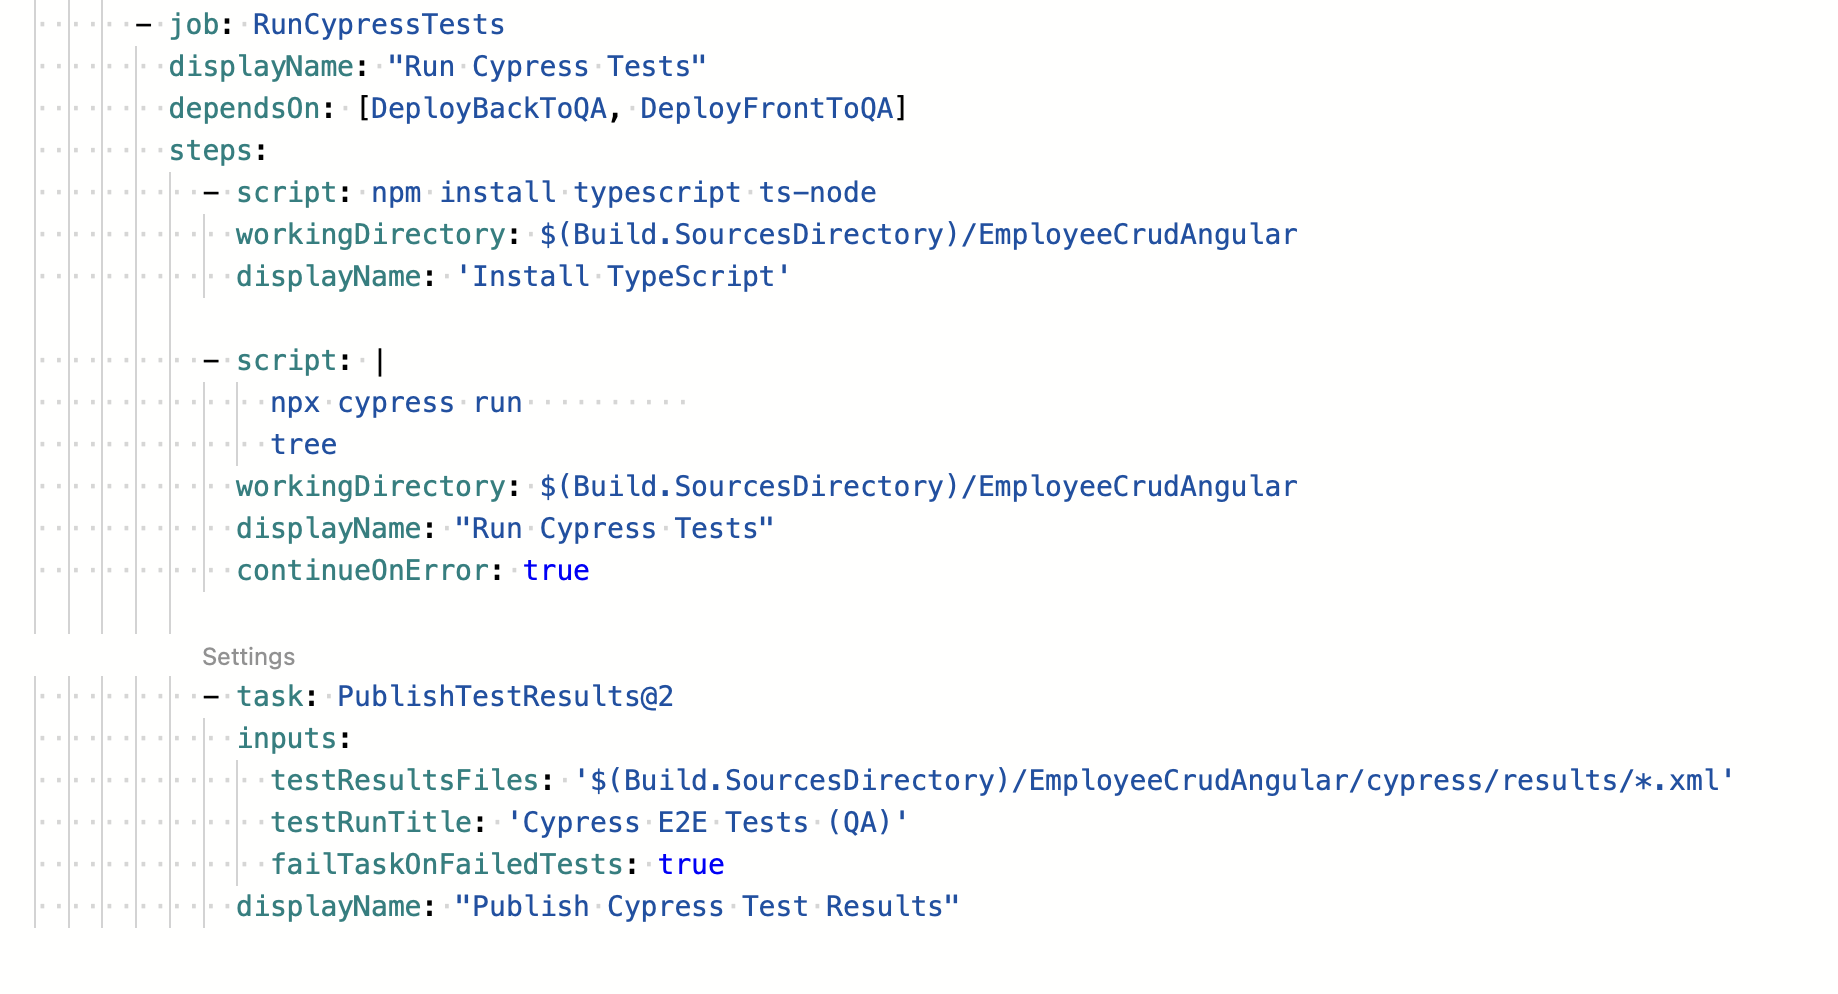 - job: RunCypressTests
displayName: "Run Cypress Tests"
dependsOn: [DeployBackToQA, DeployFrontToQA]
steps:
- script: npm install typescript ts-node
workingDirectory: $(Build.SourcesDirectory)/EmployeeCrudAngular
displayName: 'Install TypeScript'
- script: |
npx cypress run
tree
workingDirectory: $(Build.SourcesDirectory)/EmployeeCrudAngular
displayName: "Run Cypress Tests"
continueOnError: true
Settings
- task: PublishTestResults@2
inputs:
testResultsFiles: '$(Build.SourcesDirectory)/EmployeeCrudAngular/cypress/results/*.xml'
testRunTitle: 'Cypress E2E Tests (QA)'
failTaskOnFailedTests: true
displayName: "Publish Cypress Test Results"